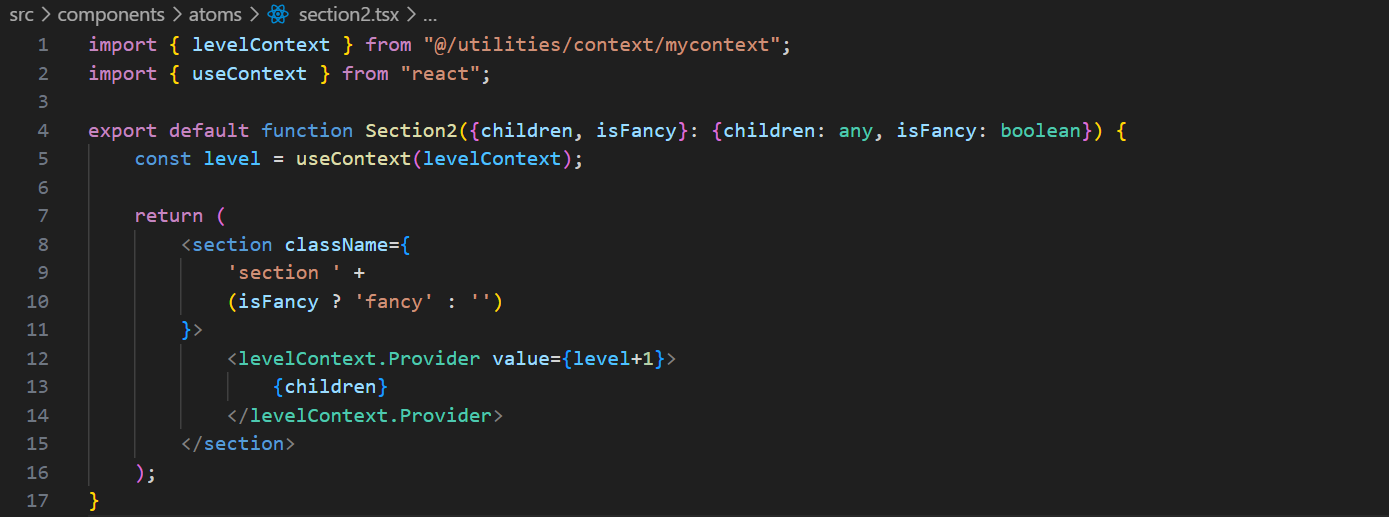 src > components > atoms > section2.tsx > ...
1 import { levelContext } from "@/utilities/context/mycontext";
2 import { useContext } from "react";
3
4 export default function Section2({children, isFancy}: {children: any, isFancy: boolean}) {
5     const level = useContext(levelContext);
6
7     return (
8         <section className={
9             'section ' +
10             (isFancy ? 'fancy' : '')
11         }>
12             <levelContext.Provider value={level+1}>
13                 {children}
14             </levelContext.Provider>
15         </section>
16     );
17 }